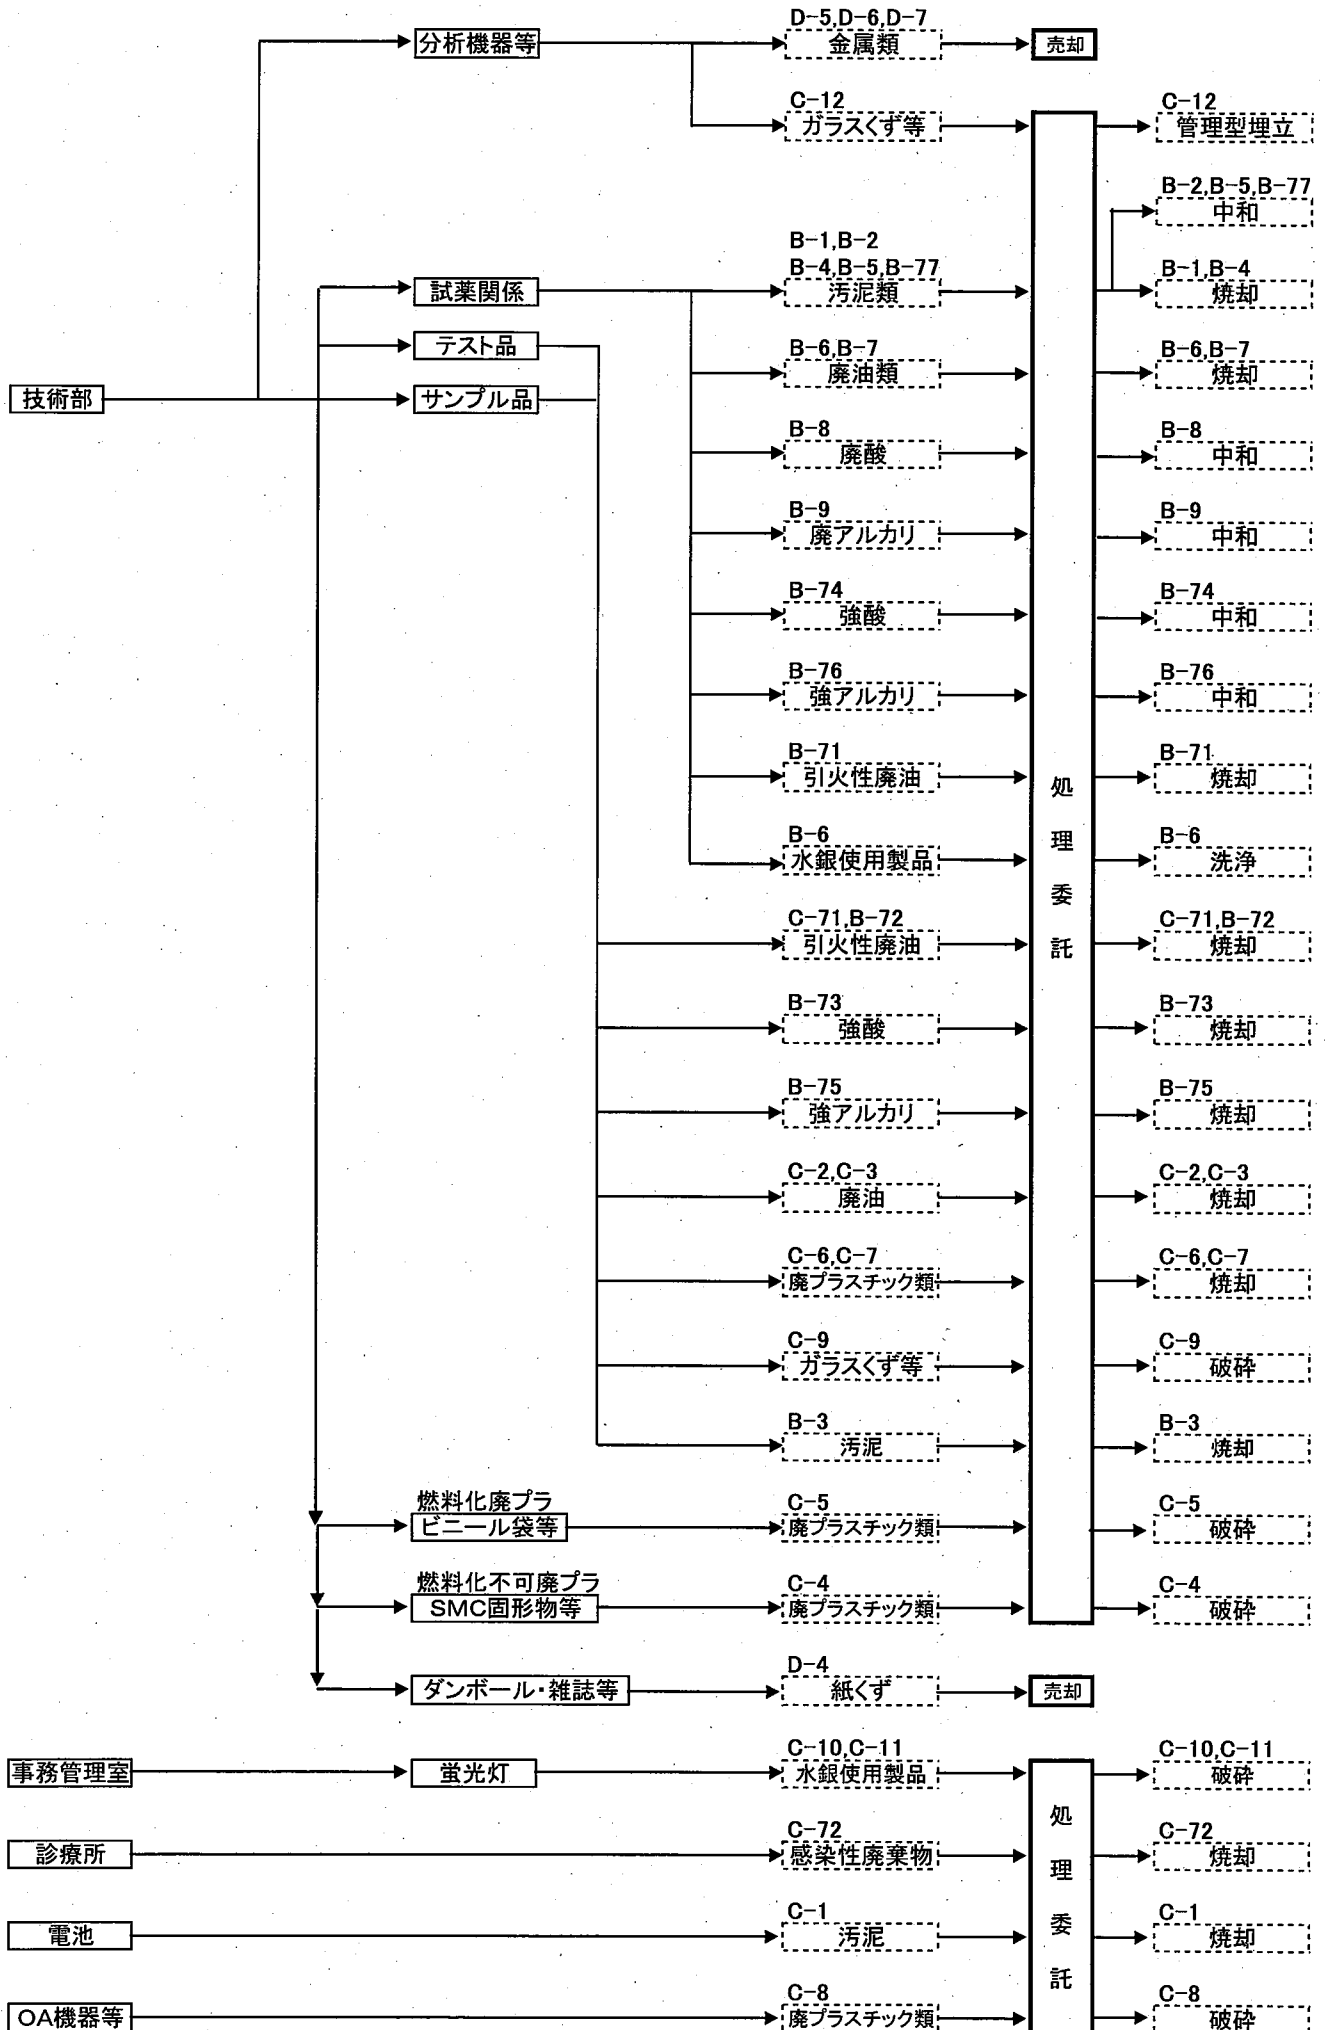 D-5,D-6,D-7
分析機器等
金属類
売却
C-12
ガラスくず等
C-12
管理型埋立
B-2,B-5,B-77
中和
B-1,B-2
B-4,B-5,B-77
試薬関係
汚泥類
B-1,B-4
焼却
テスト品
B-6,B-7
廃油類
B-6,B-7
焼却
技術部
サンプル品
B-8
廃酸
B-8
中和
B-9
廃アルカリ
B-9
中和
B-74
強酸
B-74
中和
B-76
強アルカリ
B-76
中和
B-71
引火性廃油
B-71
焼却
処理委託
B-6
水銀使用製品
B-6
洗浄
C-71,B-72
引火性廃油
C-71,B-72
焼却
B-73
強酸
B-73
焼却
B-75
強アルカリ
B-75
焼却
C-2,C-3
廃油
C-2,C-3
焼却
C-6,C-7
廃プラスチック類
C-6,C-7
焼却
C-9
ガラスくず等
C-9
破砕
B-3
汚泥
B-3
焼却
燃料化廃プラ
ビニール袋等
C-5
廃プラスチック類
C-5
破砕
燃料化不可廃プラ
SMC固形物等
C-4
廃プラスチック類
C-4
破砕
ダンボール・雑誌等
D-4
紙くず
売却
事務管理室
蛍光灯
C-10,C-11
水銀使用製品
C-10,C-11
破砕
処理委託
診療所
C-72
感染性廃棄物
C-72
焼却
電池
C-1
汚泥
C-1
焼却
OA機器等
C-8
廃プラスチック類
C-8
破砕